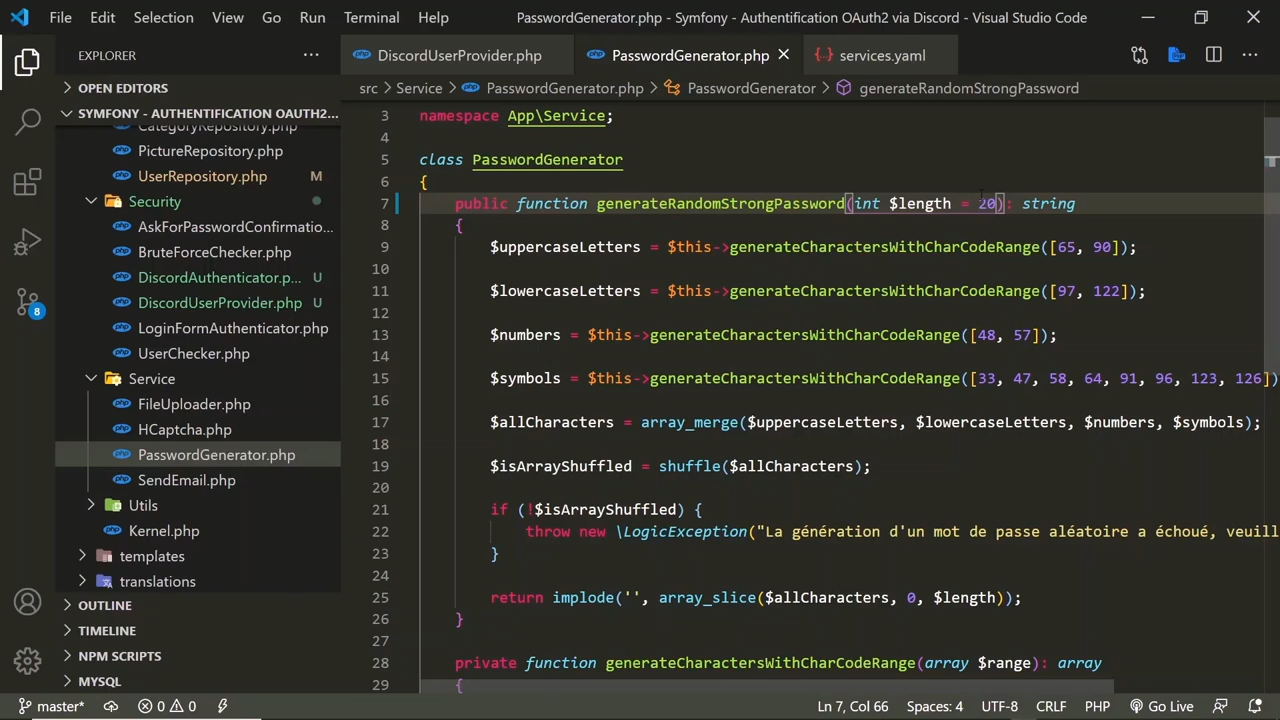 File Edit Selection View Go Run Terminal Help PasswordGenerator.php - Symfony - Authentification OAuth2 via Discord - Visual Studio Code
EXPLORER
OPEN EDITORS
SYMFONY - AUTHENTIFICATION OAUTH2...
CategoryRepository.php
PictureRepository.php
UserRepository.php M
Security
AskForPasswordConfirmatio...
BruteForceChecker.php
DiscordAuthenticator.p... U
DiscordUserProvider.php U
LoginFormAuthenticator.php
UserChecker.php
Service
FileUploader.php
HCaptcha.php
PasswordGenerator.php
SendEmail.php
Utils
Kernel.php
templates
translations
OUTLINE
TIMELINE
NPM SCRIPTS
MYSQL
8
DiscordUserProvider.php PasswordGenerator.php services.yaml
src > Service > PasswordGenerator.php > PasswordGenerator > generateRandomStrongPassword
3 namespace App\Service;
4
5 class PasswordGenerator
6 {
7 public function generateRandomStrongPassword(int $length = 20): string
8 {
9 $uppercaseLetters = $this->generateCharactersWithCharCodeRange([65, 90]);
10
11 $lowercaseLetters = $this->generateCharactersWithCharCodeRange([97, 122]);
12
13 $numbers = $this->generateCharactersWithCharCodeRange([48, 57]);
14
15 $symbols = $this->generateCharactersWithCharCodeRange([33, 47, 58, 64, 91, 96, 123, 126])
16
17 $allCharacters = array_merge($uppercaseLetters, $lowercaseLetters, $numbers, $symbols);
18
19 $isArrayShuffled = shuffle($allCharacters);
20
21 if (!$isArrayShuffled) {
22 throw new \LogicException("La génération d'un mot de passe aléatoire a échoué, veuill
23 }
24
25 return implode('', array_slice($allCharacters, 0, $length));
26 }
27
28 private function generateCharactersWithCharCodeRange(array $range): array
29 {
master* 0 0 Ln 7, Col 66 Spaces: 4 UTF-8 CRLF PHP Go Live